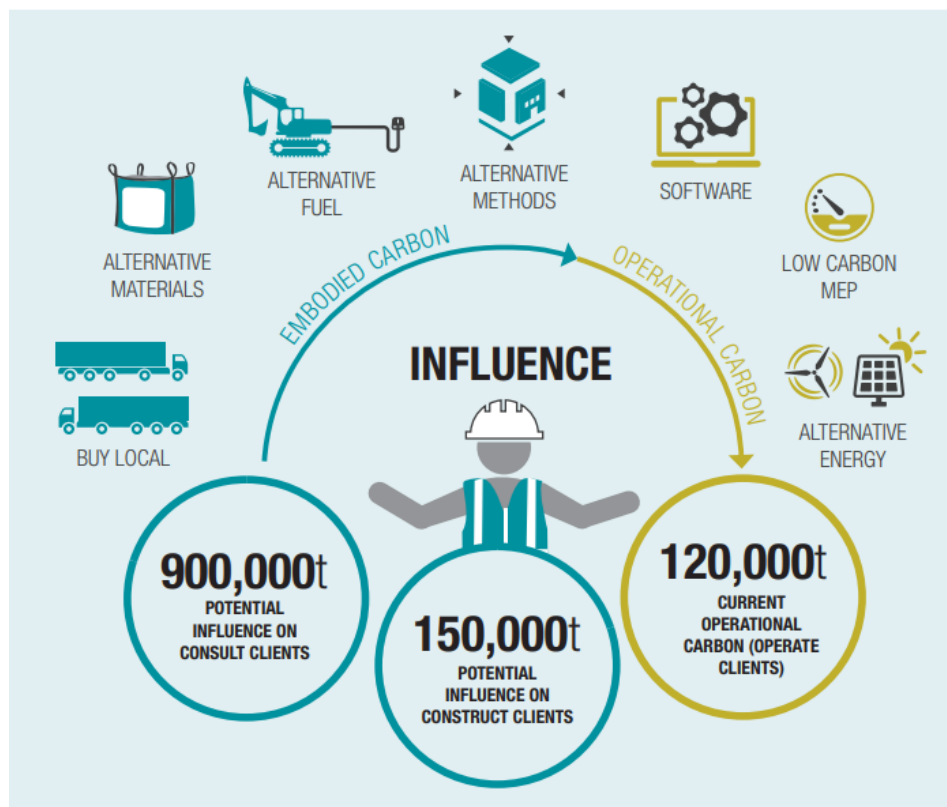 ALTERNATIVE
METHODS
ALTERNATIVE
FUEL
SOFTWARE
ALTERNATIVE
MATERIALS
LOW CARBON
MEP
EMBODIED CARBON
OPERATIONAL CARBON
INFLUENCE
BUY LOCAL
ALTERNATIVE
ENERGY
900,000t
POTENTIAL
INFLUENCE ON
CONSULT CLIENTS
150,000t
POTENTIAL
INFLUENCE ON
CONSTRUCT CLIENTS
120,000t
CURRENT
OPERATIONAL
CARBON (OPERATE
CLIENTS)